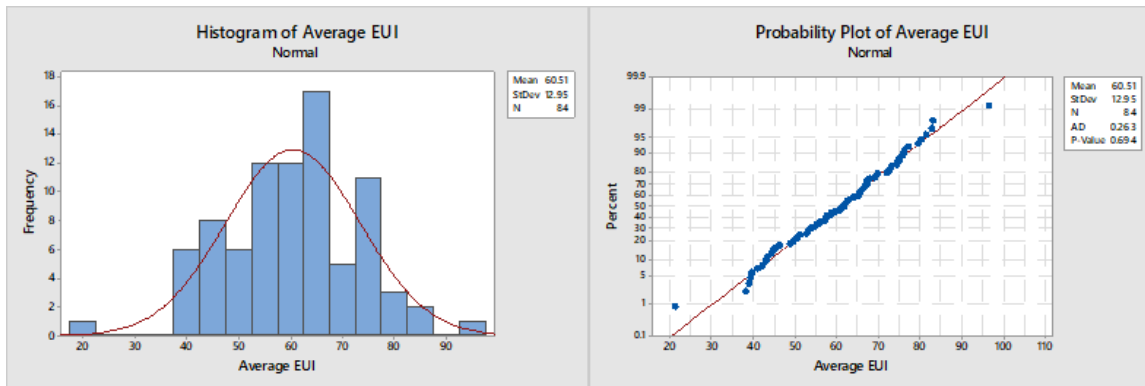 Histogram of Average EUI
Normal
Frequency
18
16
14
12
10
8
6
4
2
0
20 30 40 50 60 70 80 90
Average EUI
Mean 60.51
StDev 12.95
N 84
Probability Plot of Average EUI
Normal
Percent
99.9
99
95
90
80
70
60
50
40
30
20
10
5
1
0.1
20 30 40 50 60 70 80 90 100 110
Average EUI
Mean 60.51
StDev 12.95
N 84
AD 0.263
P-Value 0.694